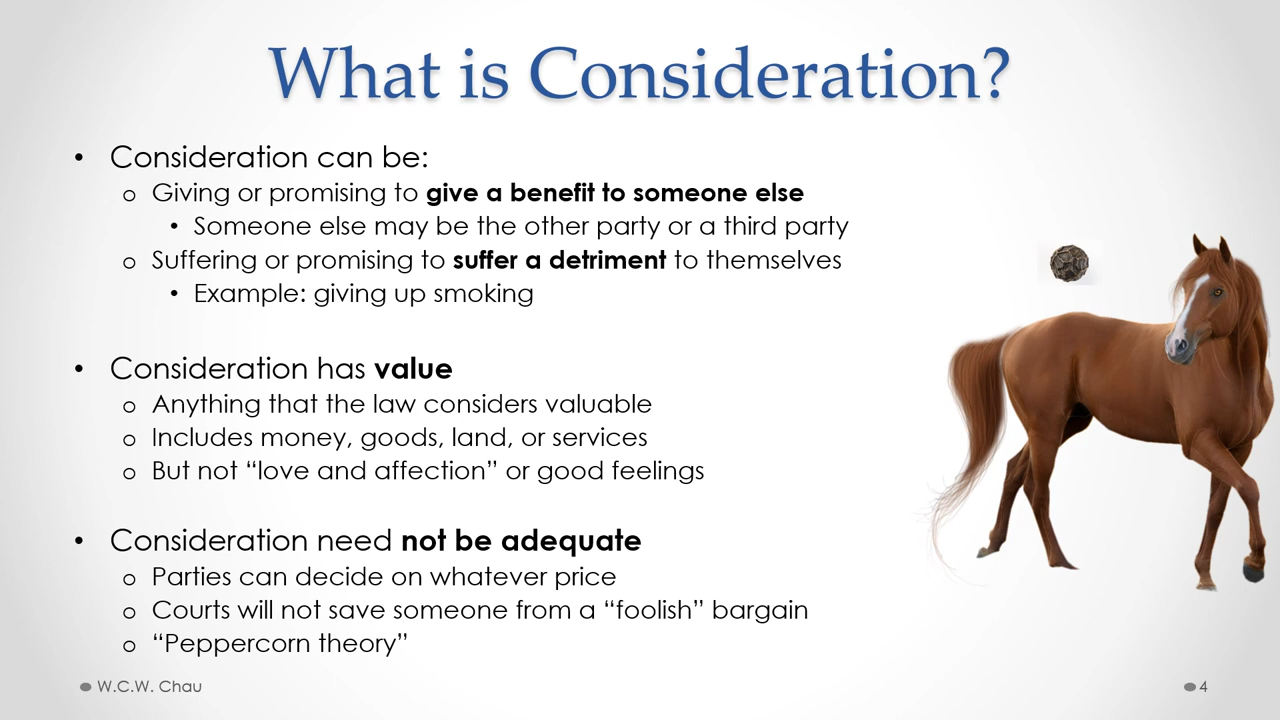 What is Consideration?
• Consideration can be:
o Giving or promising to give a benefit to someone else
• Someone else may be the other party or a third party
o Suffering or promising to suffer a detriment to themselves
• Example: giving up smoking
• Consideration has value
o Anything that the law considers valuable
o Includes money, goods, land, or services
o But not “love and affection” or good feelings
• Consideration need not be adequate
o Parties can decide on whatever price
o Courts will not save someone from a “foolish” bargain
o “Peppercorn theory”
W.C.W. Chau
4